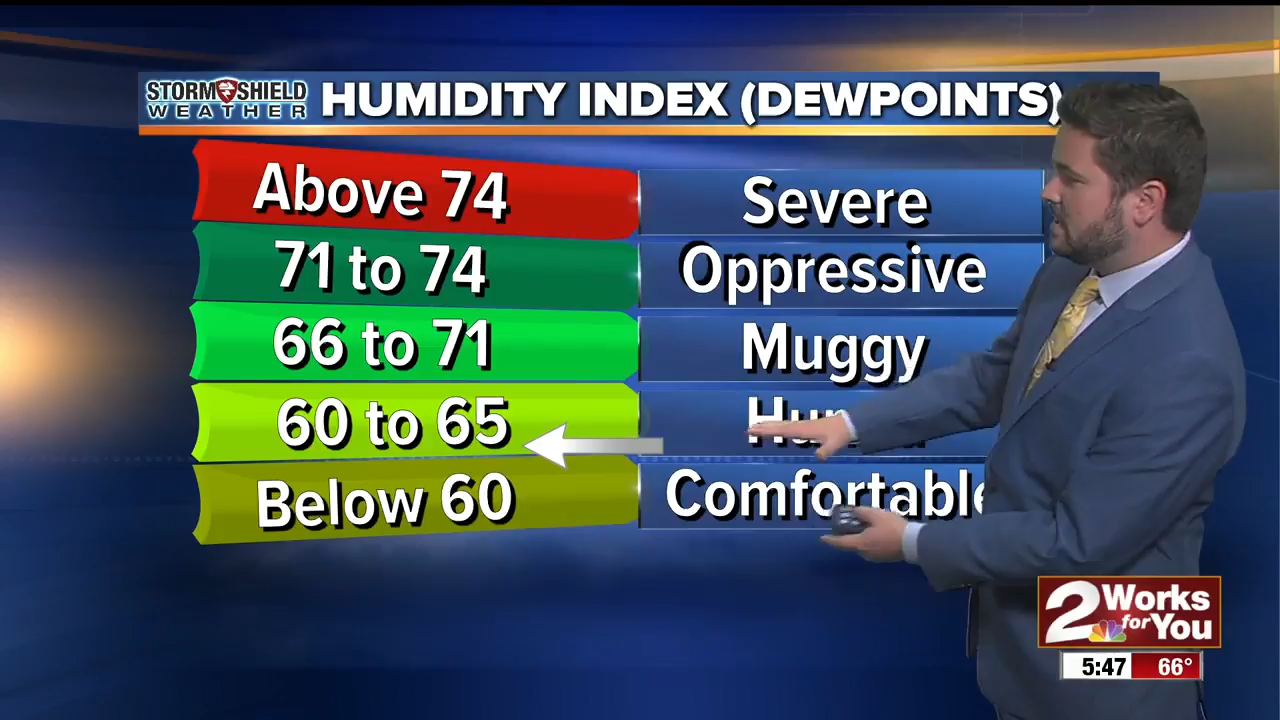 STORM SHIELD
WEATHER
HUMIDITY INDEX (DEWPOINTS)
Above 74
Severe
71 to 74
Oppressive
66 to 71
Muggy
60 to 65
Below 60
Comfortable
2 Works
for You
5:47 66°